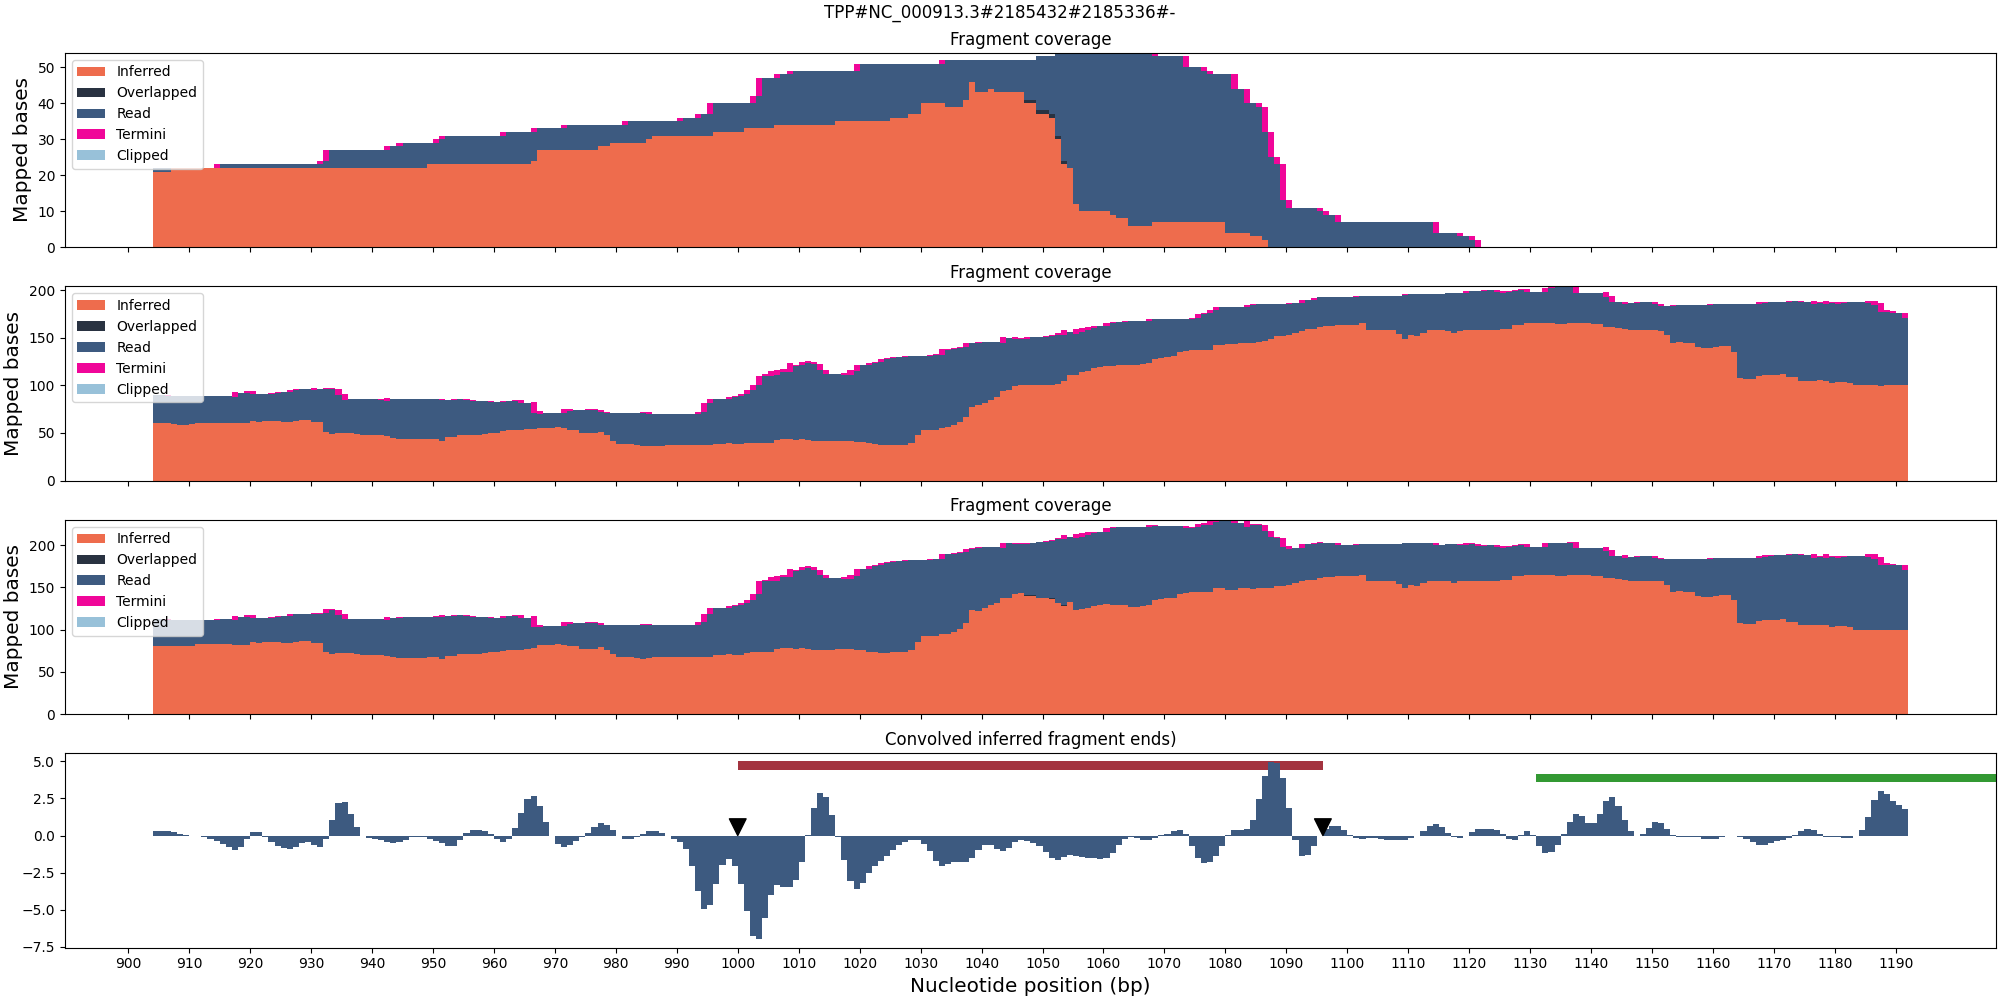 TPP#NC_000913.3#2185432#2185336#-
Fragment coverage
Mapped bases
50
40
30
20
10
0
Inferred
Overlapped
Read
Termini
Clipped
Fragment coverage
Mapped bases
200
150
100
50
0
Inferred
Overlapped
Read
Termini
Clipped
Fragment coverage
Mapped bases
200
150
100
50
0
Inferred
Overlapped
Read
Termini
Clipped
Convolved inferred fragment ends)
5.0
2.5
0.0
−2.5
−5.0
−7.5
900 910 920 930 940 950 960 970 980 990 1000 1010 1020 1030 1040 1050 1060 1070 1080 1090 1100 1110 1120 1130 1140 1150 1160 1170 1180 1190
Nucleotide position (bp)